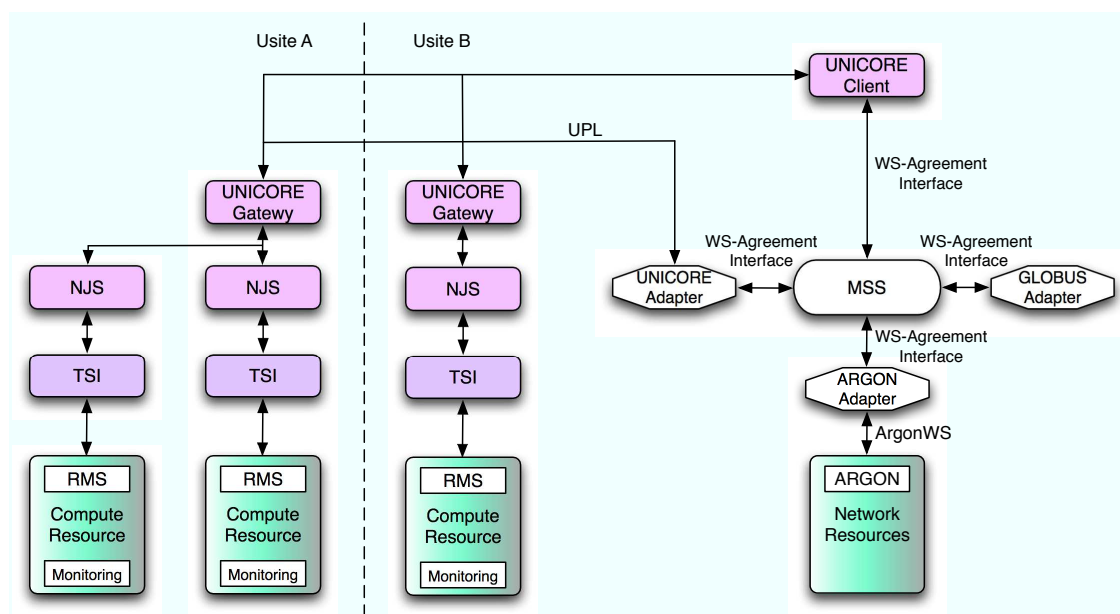 Usite A
Usite B
UNICORE
Client
UPL
WS-Agreement
Interface
UNICORE
Gatewy
UNICORE
Gatewy
WS-Agreement
Interface
WS-Agreement
Interface
NJS
NJS
NJS
UNICORE
Adapter
MSS
GLOBUS
Adapter
WS-Agreement
Interface
TSI
TSI
TSI
ARGON
Adapter
ArgonWS
RMS
Compute
Resource
Monitoring
RMS
Compute
Resource
Monitoring
RMS
Compute
Resource
Monitoring
ARGON
Network
Resources